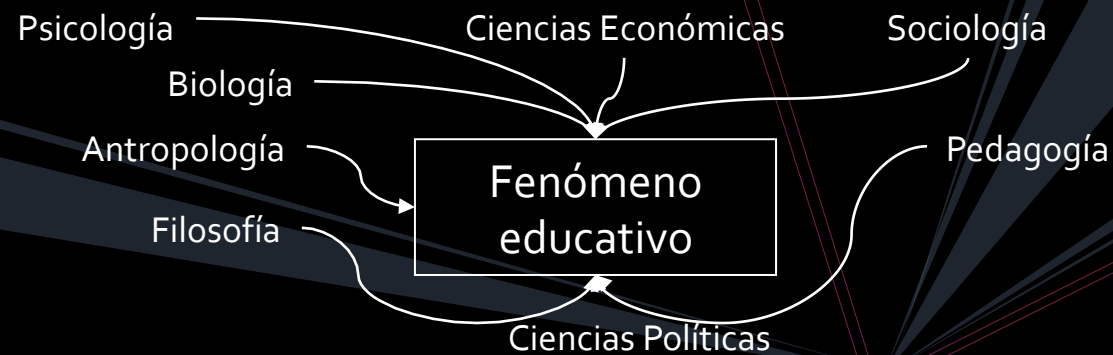 Psicología
Ciencias Económicas
Sociología
Biología
Antropología
Pedagogía
Fenómeno
educativo
Filosofía
Ciencias Políticas